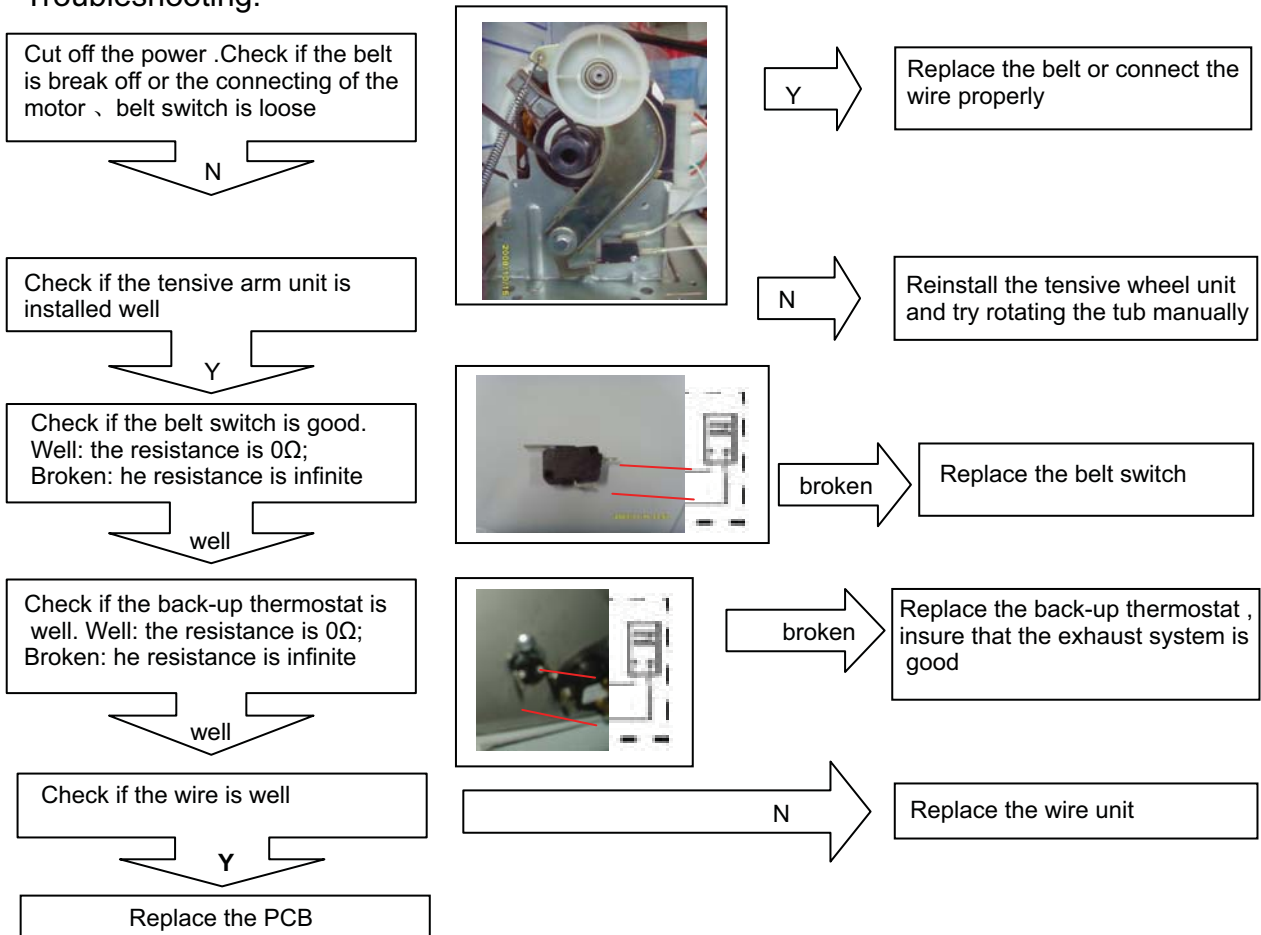 Troubleshooting:
Cut off the power .Check if the belt
is break off or the connecting of the
motor 、belt switch is loose
Y
Replace the belt or connect the
wire properly
N
Check if the tensive arm unit is
installed well
N
Reinstall the tensive wheel unit
and try rotating the tub manually
Y
Check if the belt switch is good.
Well: the resistance is 0Ω;
Broken: he resistance is infinite
broken
Replace the belt switch
well
Check if the back-up thermostat is
well. Well: the resistance is 0Ω;
Broken: he resistance is infinite
broken
Replace the back-up thermostat ,
insure that the exhaust system is
good
well
Check if the wire is well
N
Replace the wire unit
Y
Replace the PCB
2008/10/15